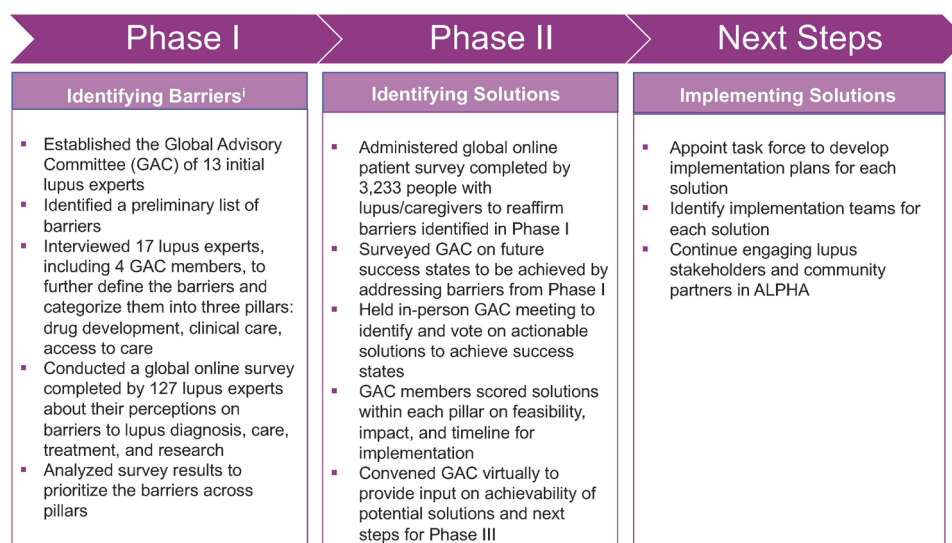 Phase I
Phase II
Next Steps
Identifying Barriersⁱ
▪ Established the Global Advisory
Committee (GAC) of 13 initial
lupus experts
▪ Identified a preliminary list of
barriers
▪ Interviewed 17 lupus experts,
including 4 GAC members, to
further define the barriers and
categorize them into three pillars:
drug development, clinical care,
access to care
▪ Conducted a global online survey
completed by 127 lupus experts
about their perceptions on
barriers to lupus diagnosis, care,
treatment, and research
▪ Analyzed survey results to
prioritize the barriers across
pillars
Identifying Solutions
▪ Administered global online
patient survey completed by
3,233 people with
lupus/caregivers to reaffirm
barriers identified in Phase I
▪ Surveyed GAC on future
success states to be achieved by
addressing barriers from Phase I
▪ Held in-person GAC meeting to
identify and vote on actionable
solutions to achieve success
states
▪ GAC members scored solutions
within each pillar on feasibility,
impact, and timeline for
implementation
▪ Convened GAC virtually to
provide input on achievability of
potential solutions and next
steps for Phase III
Implementing Solutions
▪ Appoint task force to develop
implementation plans for each
solution
▪ Identify implementation teams for
each solution
▪ Continue engaging lupus
stakeholders and community
partners in ALPHA